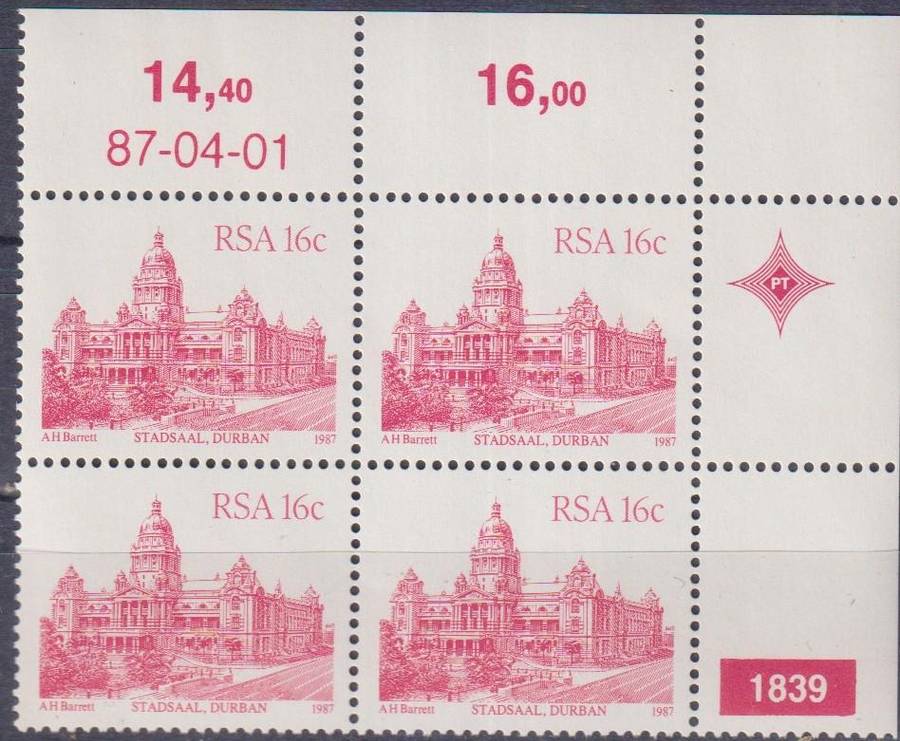 14,40
16,00
87-04-01
RSA 16c
RSA 16c
PT
A H Barrett STADSAAL, DURBAN 1987
A H Barrett STADSAAL, DURBAN 1987
RSA 16c
RSA 16c
1839
A H Barrett STADSAAL, DURBAN 1987
A H Barrett STADSAAL, DURBAN 1987